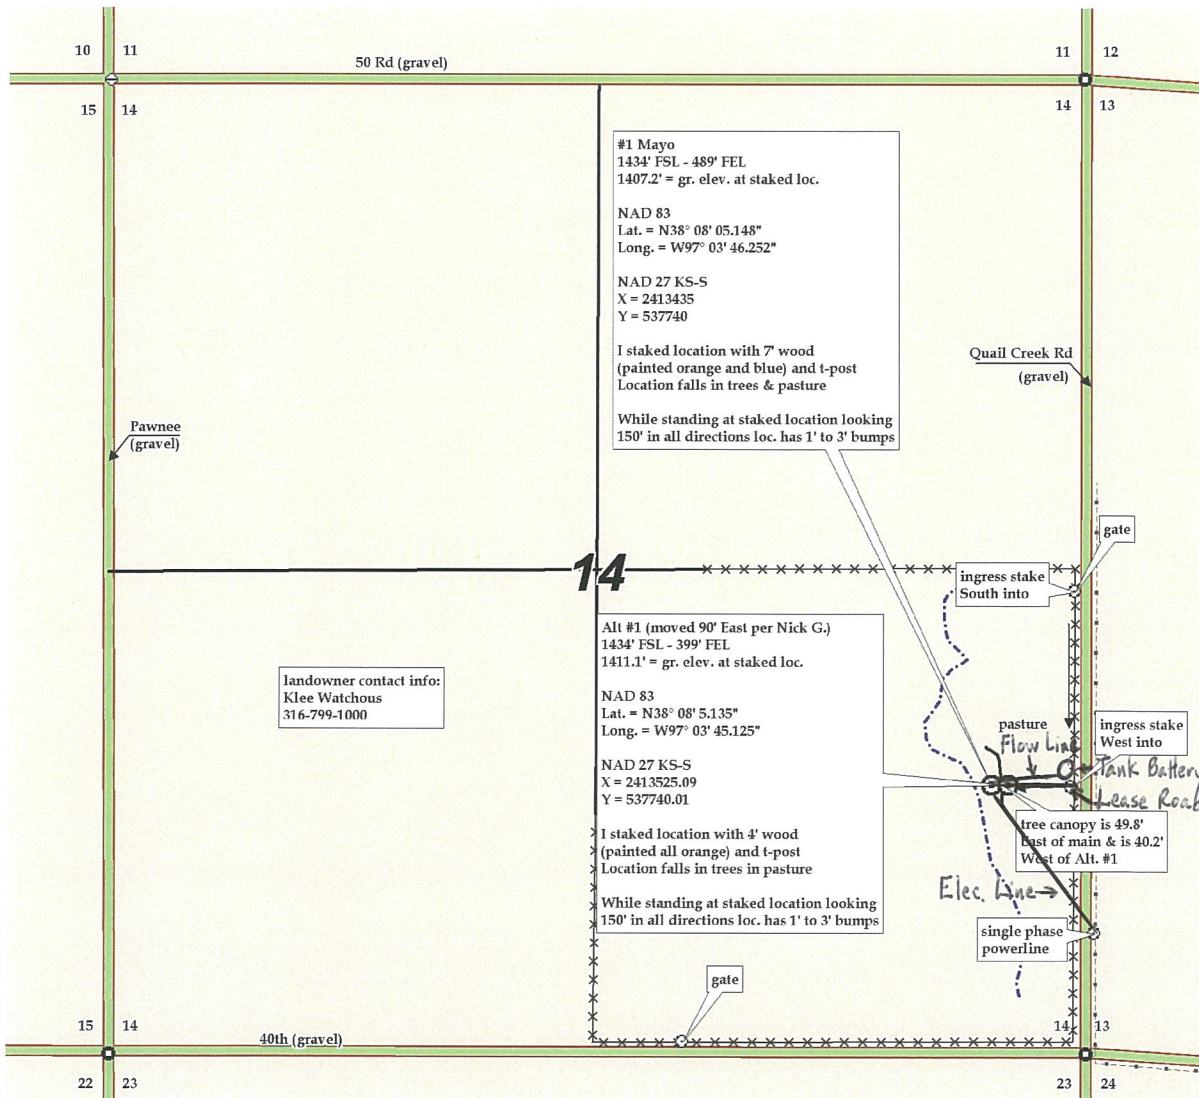 10 11
11 12
50 Rd (gravel)
15 14
14 13
#1 Mayo
1434' FSL - 489' FEL
1407.2' = gr. elev. at staked loc.
NAD 83
Lat. = N38° 08' 05.148"
Long. = W97° 03' 46.252"
NAD 27 KS-S
X = 2413435
Y = 537740
I staked location with 7' wood
(painted orange and blue) and t-post
Location falls in trees & pasture
While standing at staked location looking
150' in all directions loc. has 1' to 3' bumps
Quail Creek Rd
(gravel)
Pawnee
(gravel)
gate
14
ingress stake
South into
Alt #1 (moved 90' East per Nick G.)
1434' FSL - 399' FEL
1411.1' = gr. elev. at staked loc.
NAD 83
Lat. = N38° 08' 5.135"
Long. = W97° 03' 45.125"
NAD 27 KS-S
X = 2413525.09
Y = 537740.01
I staked location with 4' wood
(painted all orange) and t-post
Location falls in trees in pasture
While standing at staked location looking
150' in all directions loc. has 1' to 3' bumps
landowner contact info:
Klee Watchous
316-799-1000
pasture
Flow Line
ingress stake
West into
Tank Battery
Lease Road
tree canopy is 49.8'
East of main & is 40.2'
West of Alt. #1
Elec. Line
single phase
powerline
gate
15 14
14 13
40th (gravel)
22 23
23 24